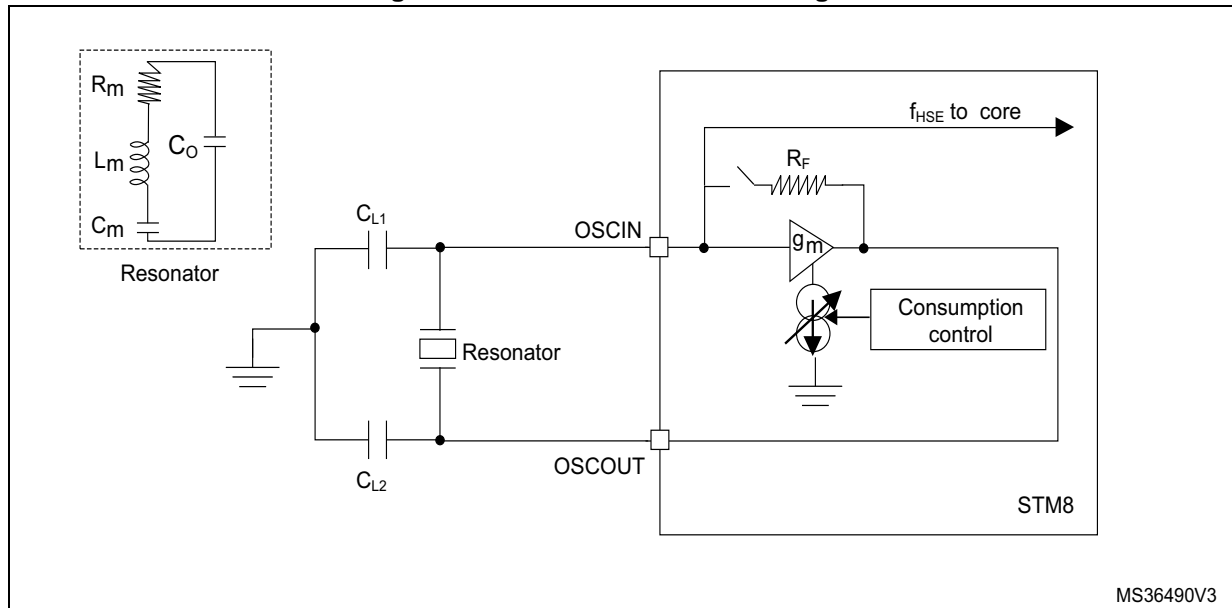 Rm
Lm
CO
Cm
Resonator
CL1
CL2
Resonator
OSCIN
OSCOUT
fHSE to core
RF
gm
Consumption
control
STM8
MS36490V3